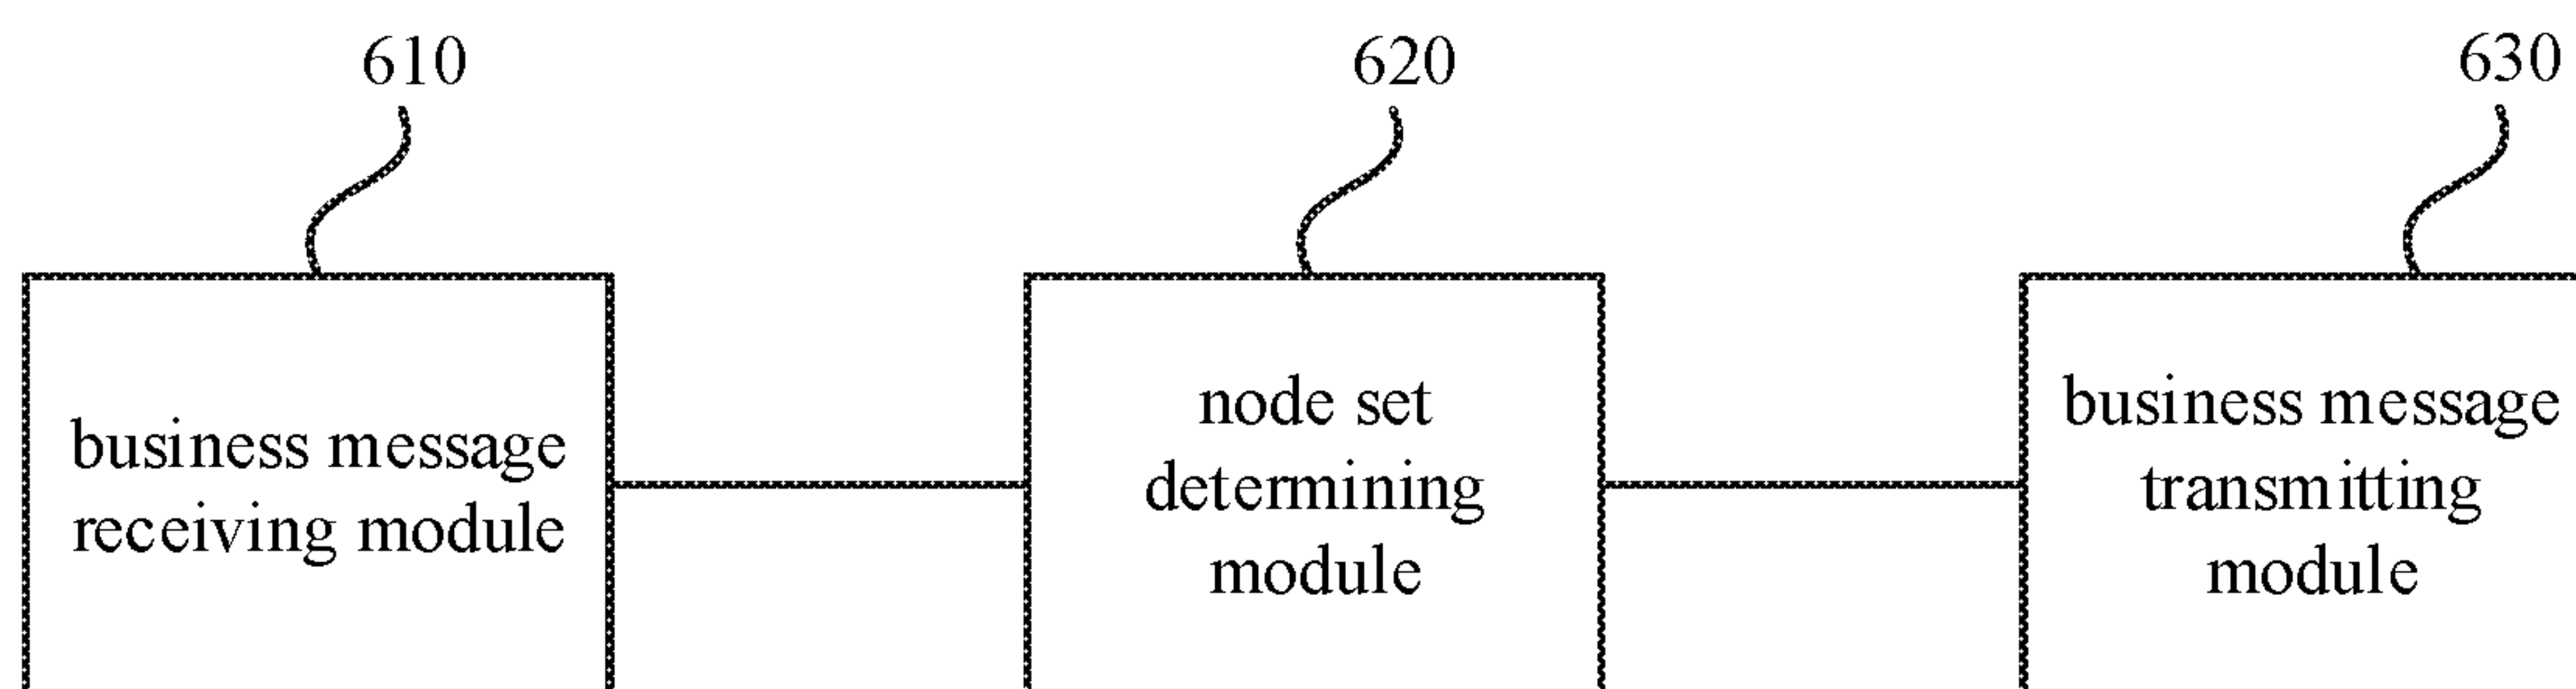 610
620
630
business message
receiving module
node set
determining
module
business message
transmitting
module